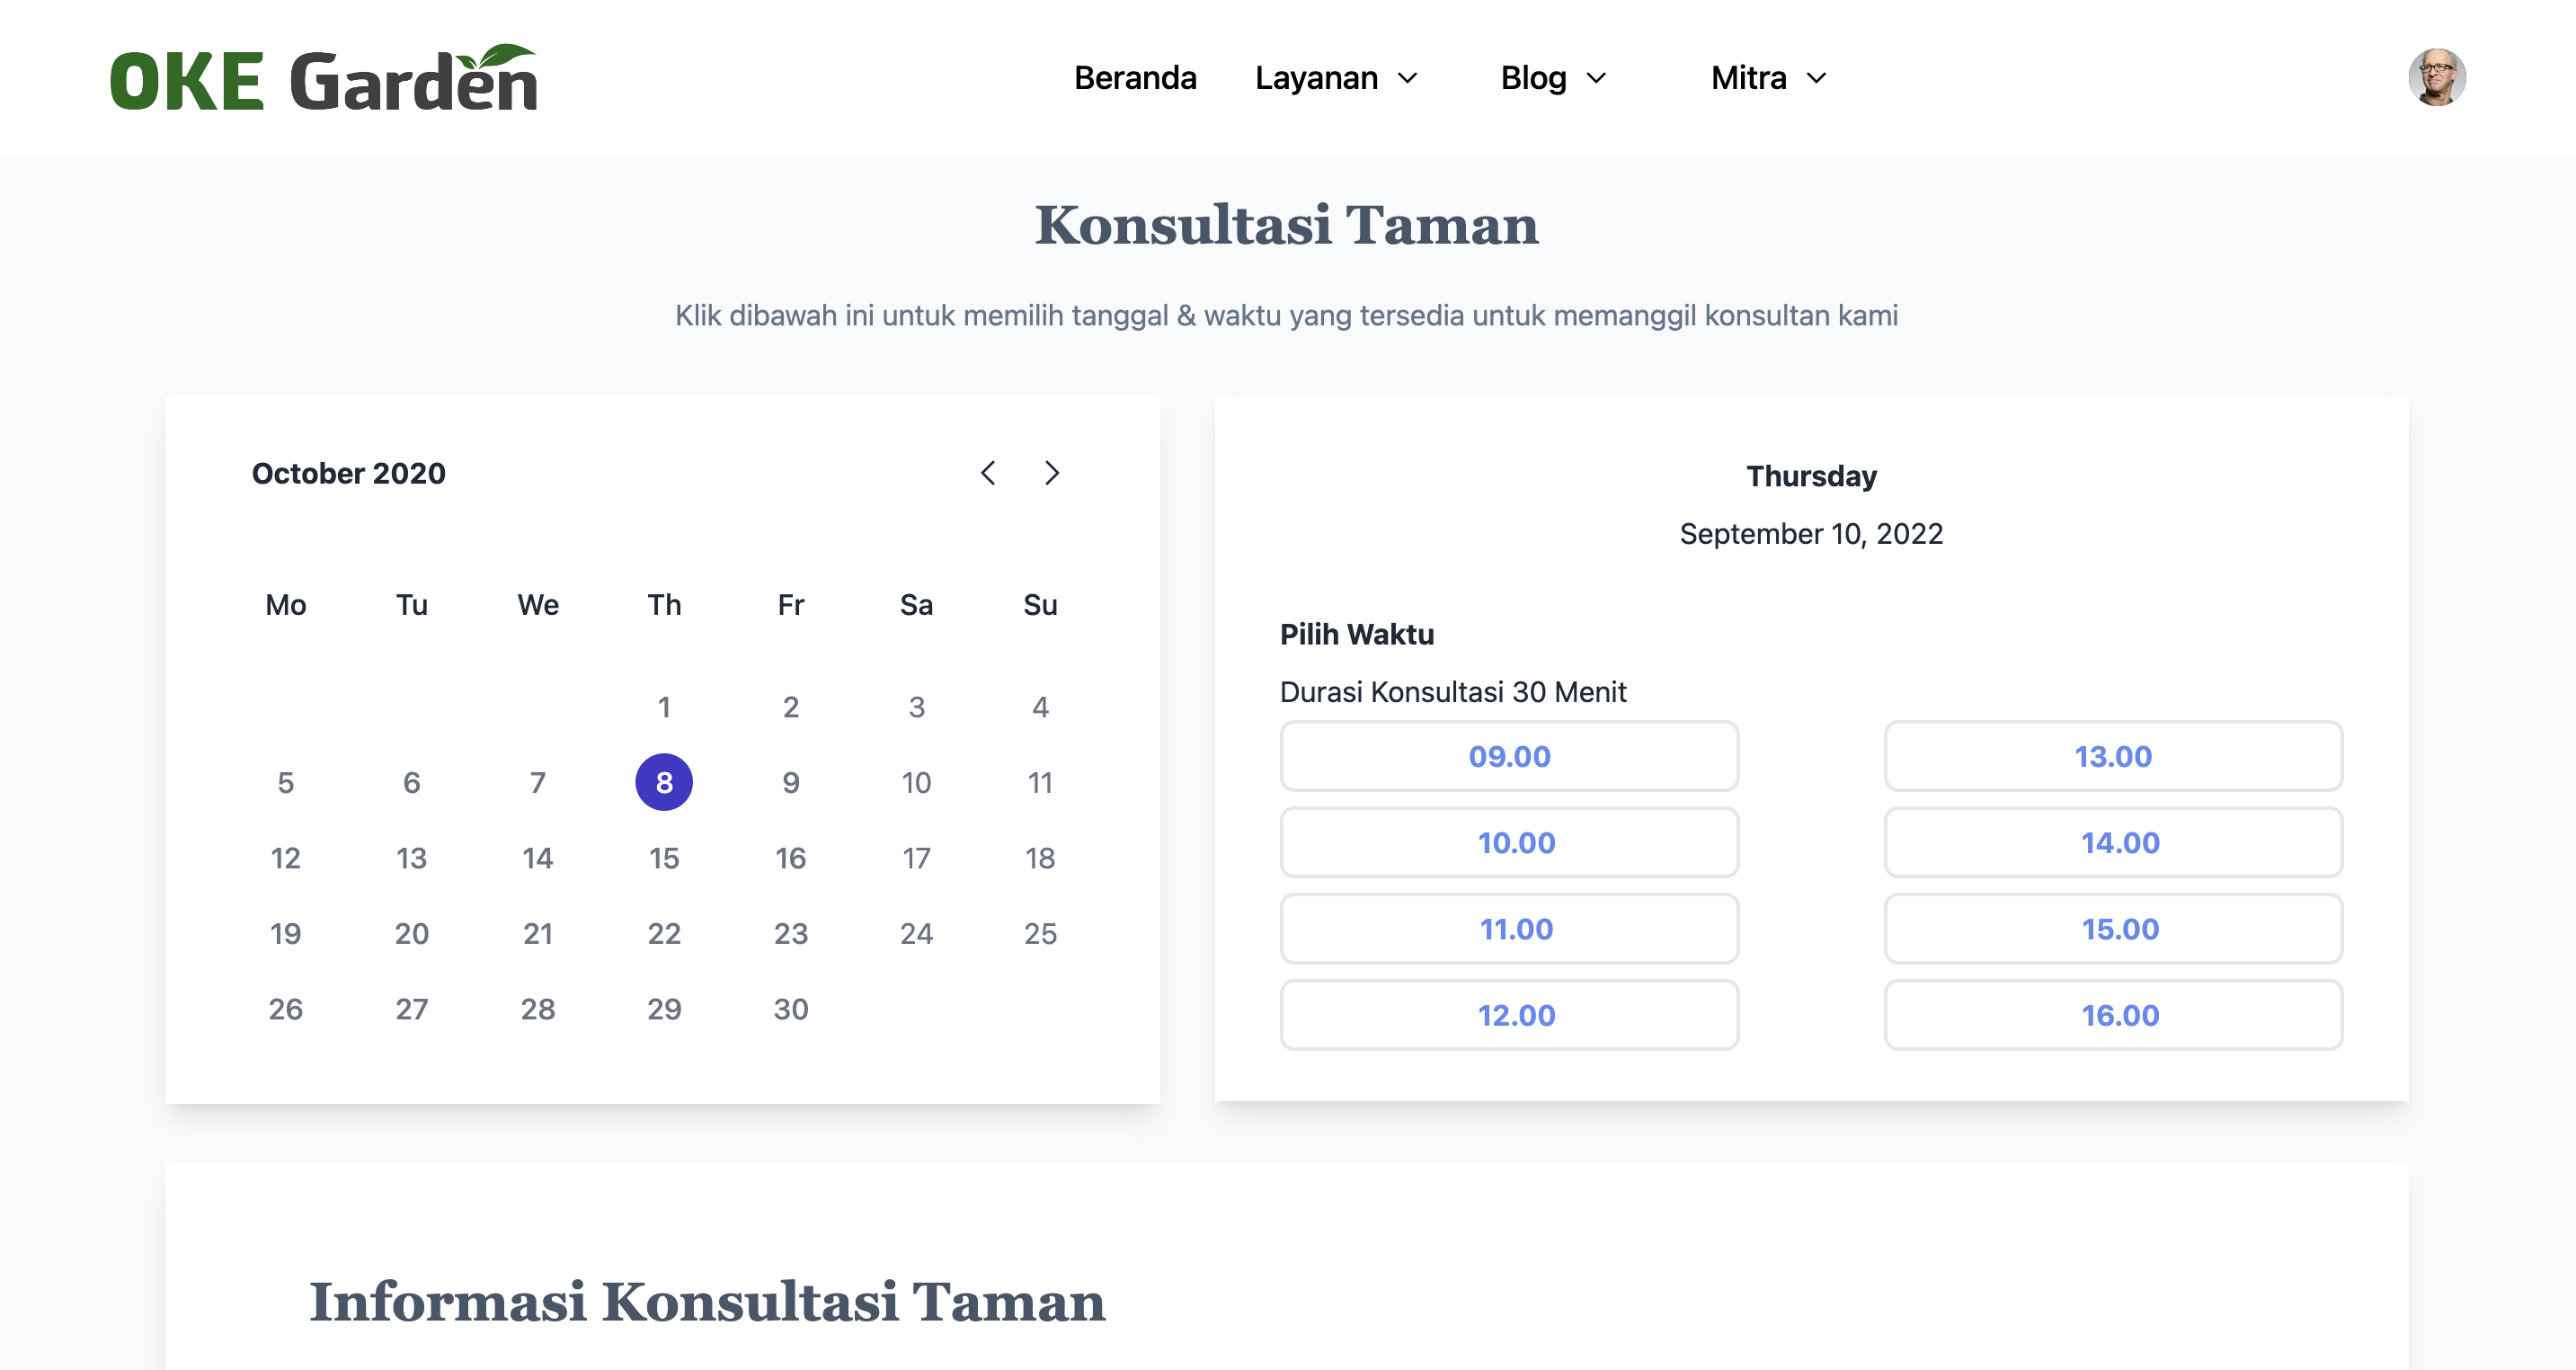 OKE Garden
Beranda Layanan Blog Mitra
Konsultasi Taman
Klik dibawah ini untuk memilih tanggal & waktu yang tersedia untuk memanggil konsultan kami
October 2020
Mo Tu We Th Fr Sa Su
1 2 3 4
5 6 7 8 9 10 11
12 13 14 15 16 17 18
19 20 21 22 23 24 25
26 27 28 29 30
Thursday
September 10, 2022
Pilih Waktu
Durasi Konsultasi 30 Menit
09.00 13.00
10.00 14.00
11.00 15.00
12.00 16.00
Informasi Konsultasi Taman